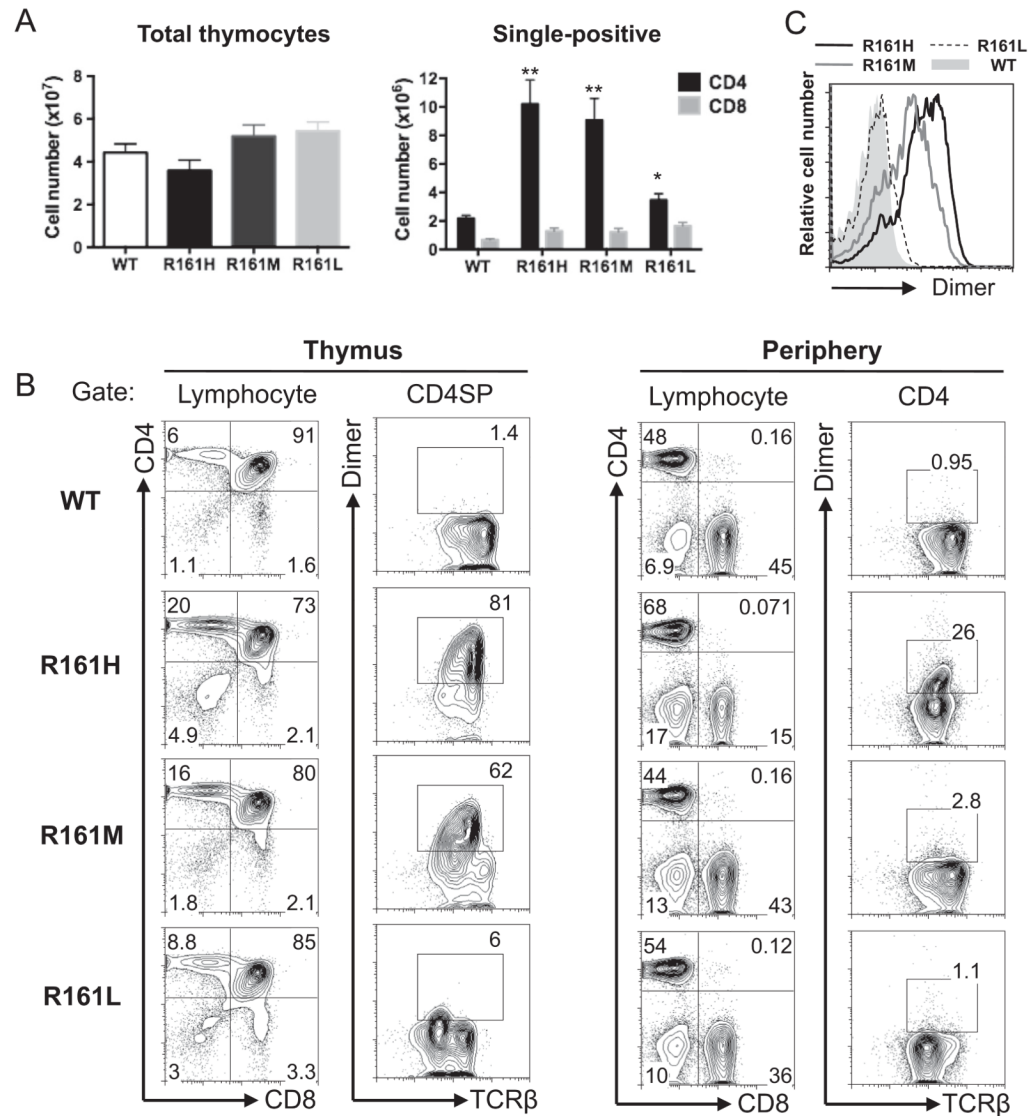 A
Total thymocytes
Cell number (x10⁷)
8
6
4
2
0
WT R161H R161M R161L
Single-positive
Cell number (x10⁶)
12
10
8
6
4
2
0
**
**
*
CD4
CD8
WT R161H R161M R161L
C
R161H R161L
R161M WT
Relative cell number
Dimer
Thymus Periphery
B
Gate: Lymphocyte CD4SP Lymphocyte CD4
CD4 Dimer CD4 Dimer
WT
6 91
1.1 1.6
1.4
48 0.16
6.9 45
0.95
R161H
20 73
4.9 2.1
81
68 0.071
17 15
26
R161M
16 80
1.8 2.1
62
44 0.16
13 43
2.8
R161L
8.8 85
3 3.3
6
54 0.12
10 36
1.1
CD8 TCRβ CD8 TCRβ